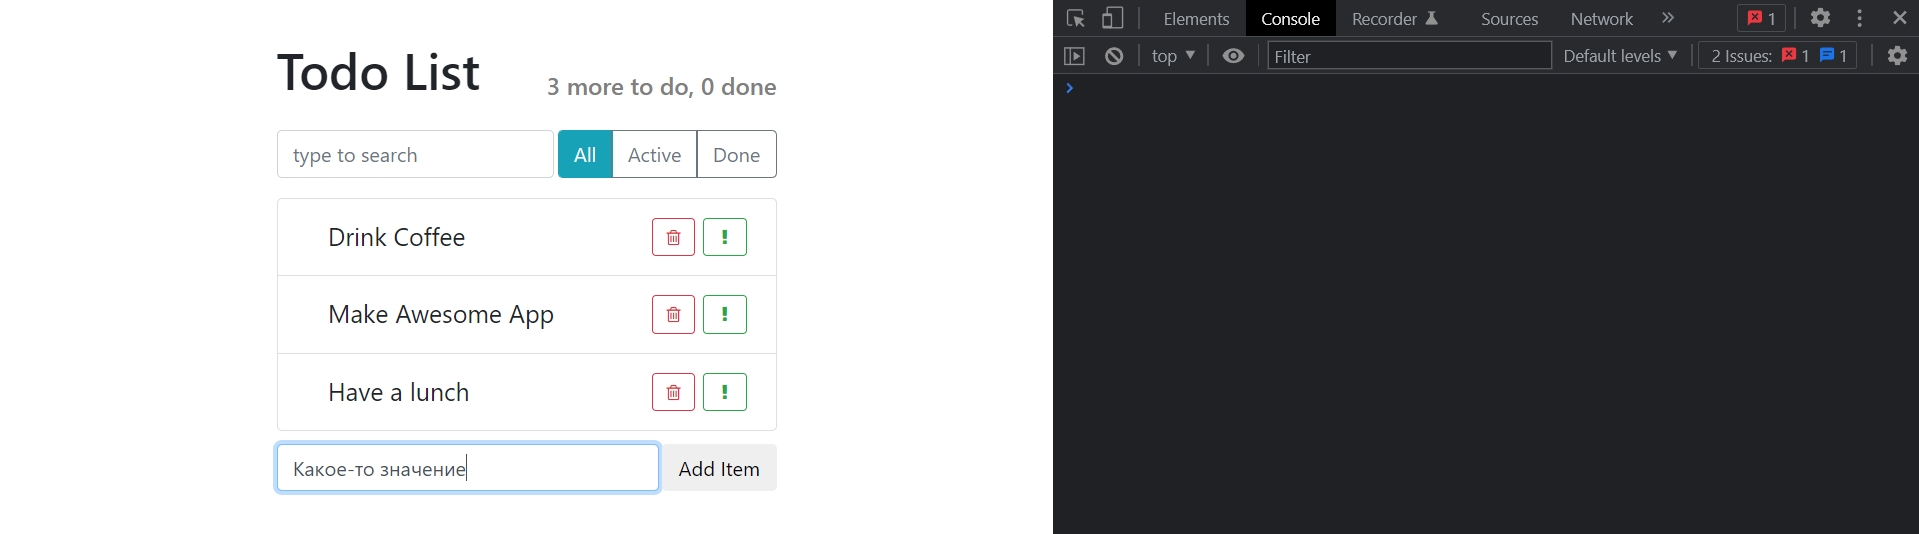 Todo List
3 more to do, 0 done
type to search
All Active Done
Drink Coffee
Make Awesome App
Have a lunch
Какое-то значение
Add Item
Elements Console Recorder Sources Network 1
top Filter Default levels 2 Issues: 1 1